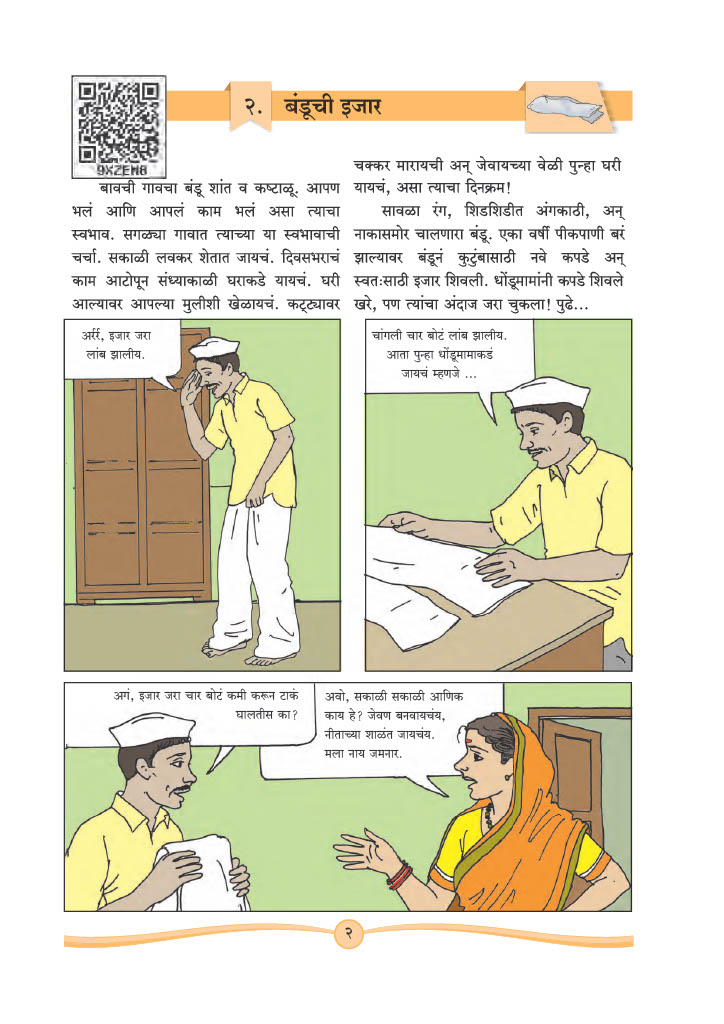 २. बंडूची इजार
9XZEM8
बावची गावचा बंडू शांत व कष्टाळू. आपण
भलं आणि आपलं काम भलं असा त्याचा
स्वभाव. सगळ्या गावात त्याच्या या स्वभावाची
चर्चा. सकाळी लवकर शेतात जायचं. दिवसभराचं
काम आटोपून संध्याकाळी घराकडे यायचं. घरी
आल्यावर आपल्या मुलीशी खेळायचं. कट्ट्यावर
चक्कर मारायची अन् जेवायच्या वेळी पुन्हा घरी
यायचं, असा त्याचा दिनक्रम!
सावळा रंग, शिडशिडीत अंगकाठी, अन्
नाकासमोर चालणारा बंडू. एका वर्षी पीकपाणी बरं
झाल्यावर बंडूनं कुटुंबासाठी नवे कपडे अन्
स्वतःसाठी इजार शिवली. धोंडूमामांनी कपडे शिवले
खरे, पण त्यांचा अंदाज जरा चुकला! पुढे...
अर्रर्र, इजार जरा
लांब झालीय.
चांगली चार बोटं लांब झालीय.
आता पुन्हा धोंडूमामाकडं
जायचं म्हणजे ...
अगं, इजार जरा चार बोटं कमी करून टाकं
घालतीस का?
अवो, सकाळी सकाळी आणिक
काय हे? जेवण बनवायचंय,
नीताच्या शाळंत जायचंय.
मला नाय जमनार.
२